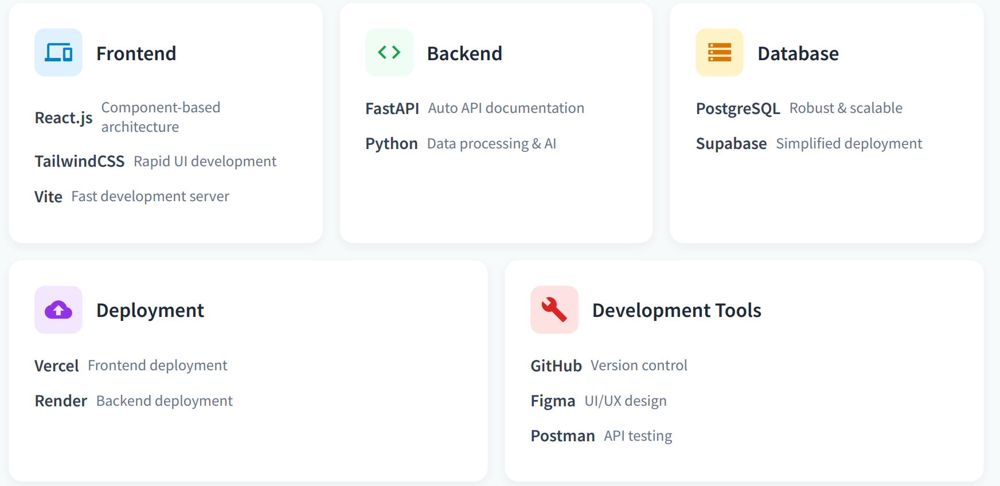 Frontend
React.js Component-based
architecture
TailwindCSS Rapid UI development
Vite Fast development server
Backend
FastAPI Auto API documentation
Python Data processing & AI
Database
PostgreSQL Robust & scalable
Supabase Simplified deployment
Deployment
Vercel Frontend deployment
Render Backend deployment
Development Tools
GitHub Version control
Figma UI/UX design
Postman API testing